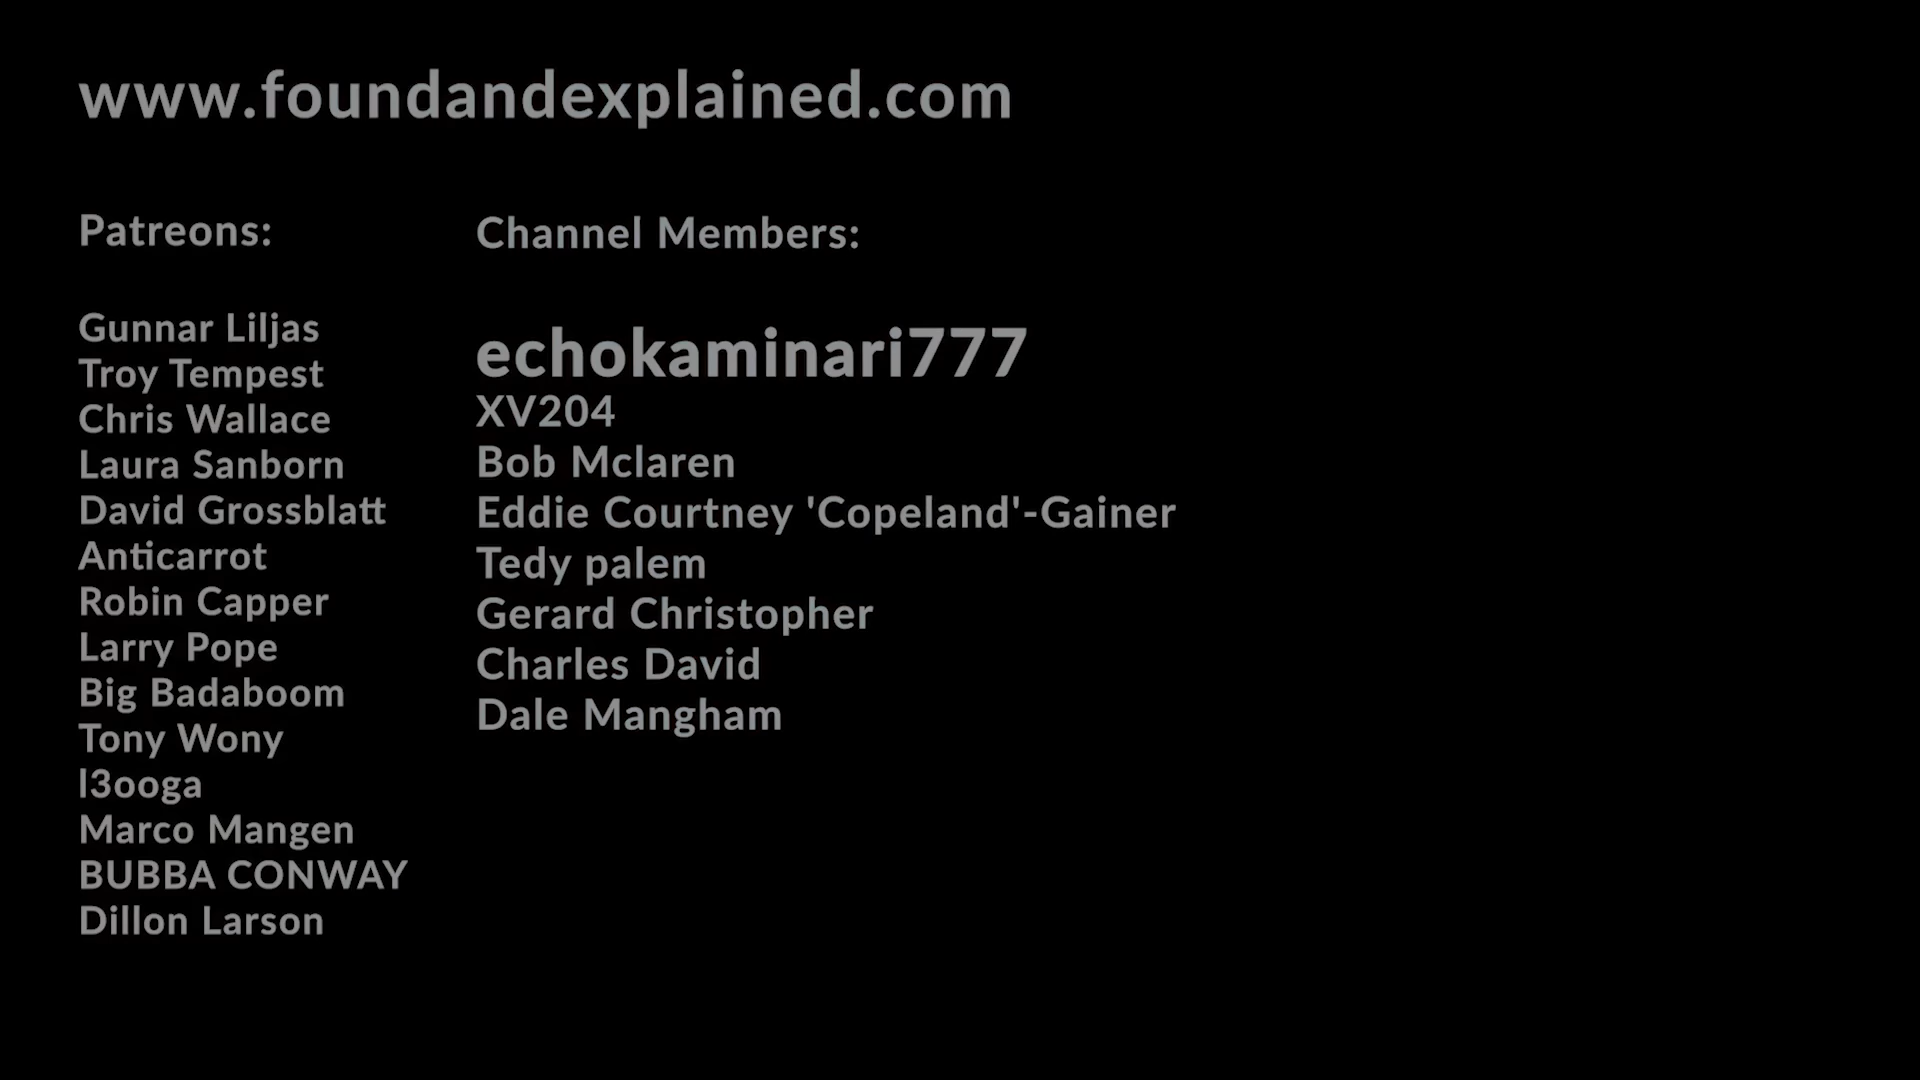 www.foundandexplained.com
Patreons:
Gunnar Liljas
Troy Tempest
Chris Wallace
Laura Sanborn
David Grossblatt
Anticarrot
Robin Capper
Larry Pope
Big Badaboom
Tony Wony
l3ooga
Marco Mangen
BUBBA CONWAY
Dillon Larson
Channel Members:
echokaminari777
XV204
Bob Mclaren
Eddie Courtney 'Copeland'-Gainer
Tedy palem
Gerard Christopher
Charles David
Dale Mangham